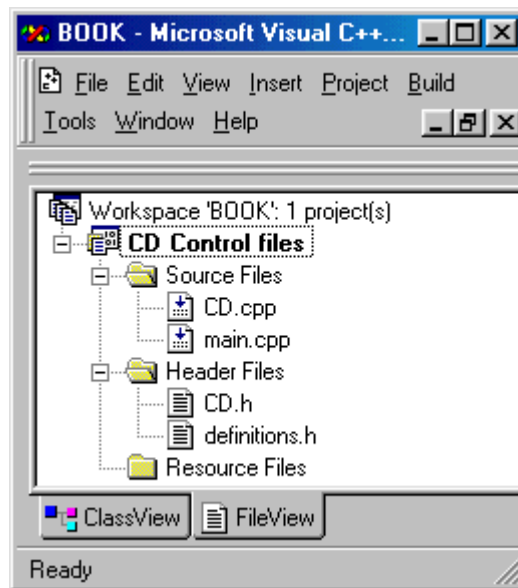 BOOK - Microsoft Visual C++...
File Edit View Insert Project Build
Tools Window Help
Workspace 'BOOK': 1 project(s)
CD Control files
Source Files
CD.cpp
main.cpp
Header Files
CD.h
definitions.h
Resource Files
ClassView FileView
Ready